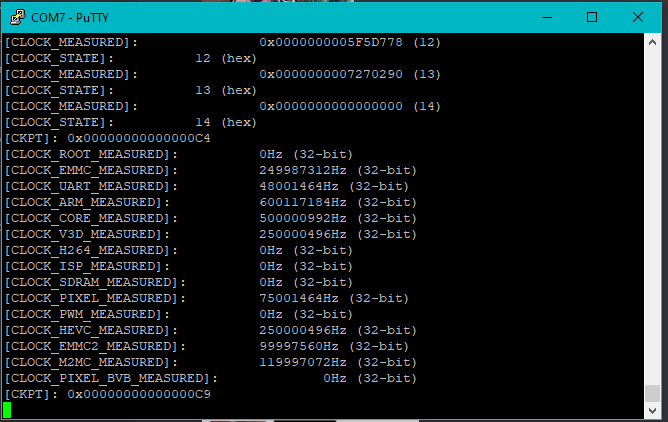 COM7 - PuTTY
[CLOCK_MEASURED]: 0x0000000005F5D778 (12)
[CLOCK_STATE]: 12 (hex)
[CLOCK_MEASURED]: 0x0000000007270290 (13)
[CLOCK_STATE]: 13 (hex)
[CLOCK_MEASURED]: 0x0000000000000000 (14)
[CLOCK_STATE]: 14 (hex)
[CKPT]: 0x00000000000000C4
[CLOCK_ROOT_MEASURED]: 0Hz (32-bit)
[CLOCK_EMMC_MEASURED]: 249987312Hz (32-bit)
[CLOCK_UART_MEASURED]: 48001464Hz (32-bit)
[CLOCK_ARM_MEASURED]: 600117184Hz (32-bit)
[CLOCK_CORE_MEASURED]: 500000992Hz (32-bit)
[CLOCK_V3D_MEASURED]: 250000496Hz (32-bit)
[CLOCK_H264_MEASURED]: 0Hz (32-bit)
[CLOCK_ISP_MEASURED]: 0Hz (32-bit)
[CLOCK_SDRAM_MEASURED]: 0Hz (32-bit)
[CLOCK_PIXEL_MEASURED]: 75001464Hz (32-bit)
[CLOCK_PWM_MEASURED]: 0Hz (32-bit)
[CLOCK_HEVC_MEASURED]: 250000496Hz (32-bit)
[CLOCK_EMMC2_MEASURED]: 99997560Hz (32-bit)
[CLOCK_M2MC_MEASURED]: 119997072Hz (32-bit)
[CLOCK_PIXEL_BVB_MEASURED]: 0Hz (32-bit)
[CKPT]: 0x00000000000000C9